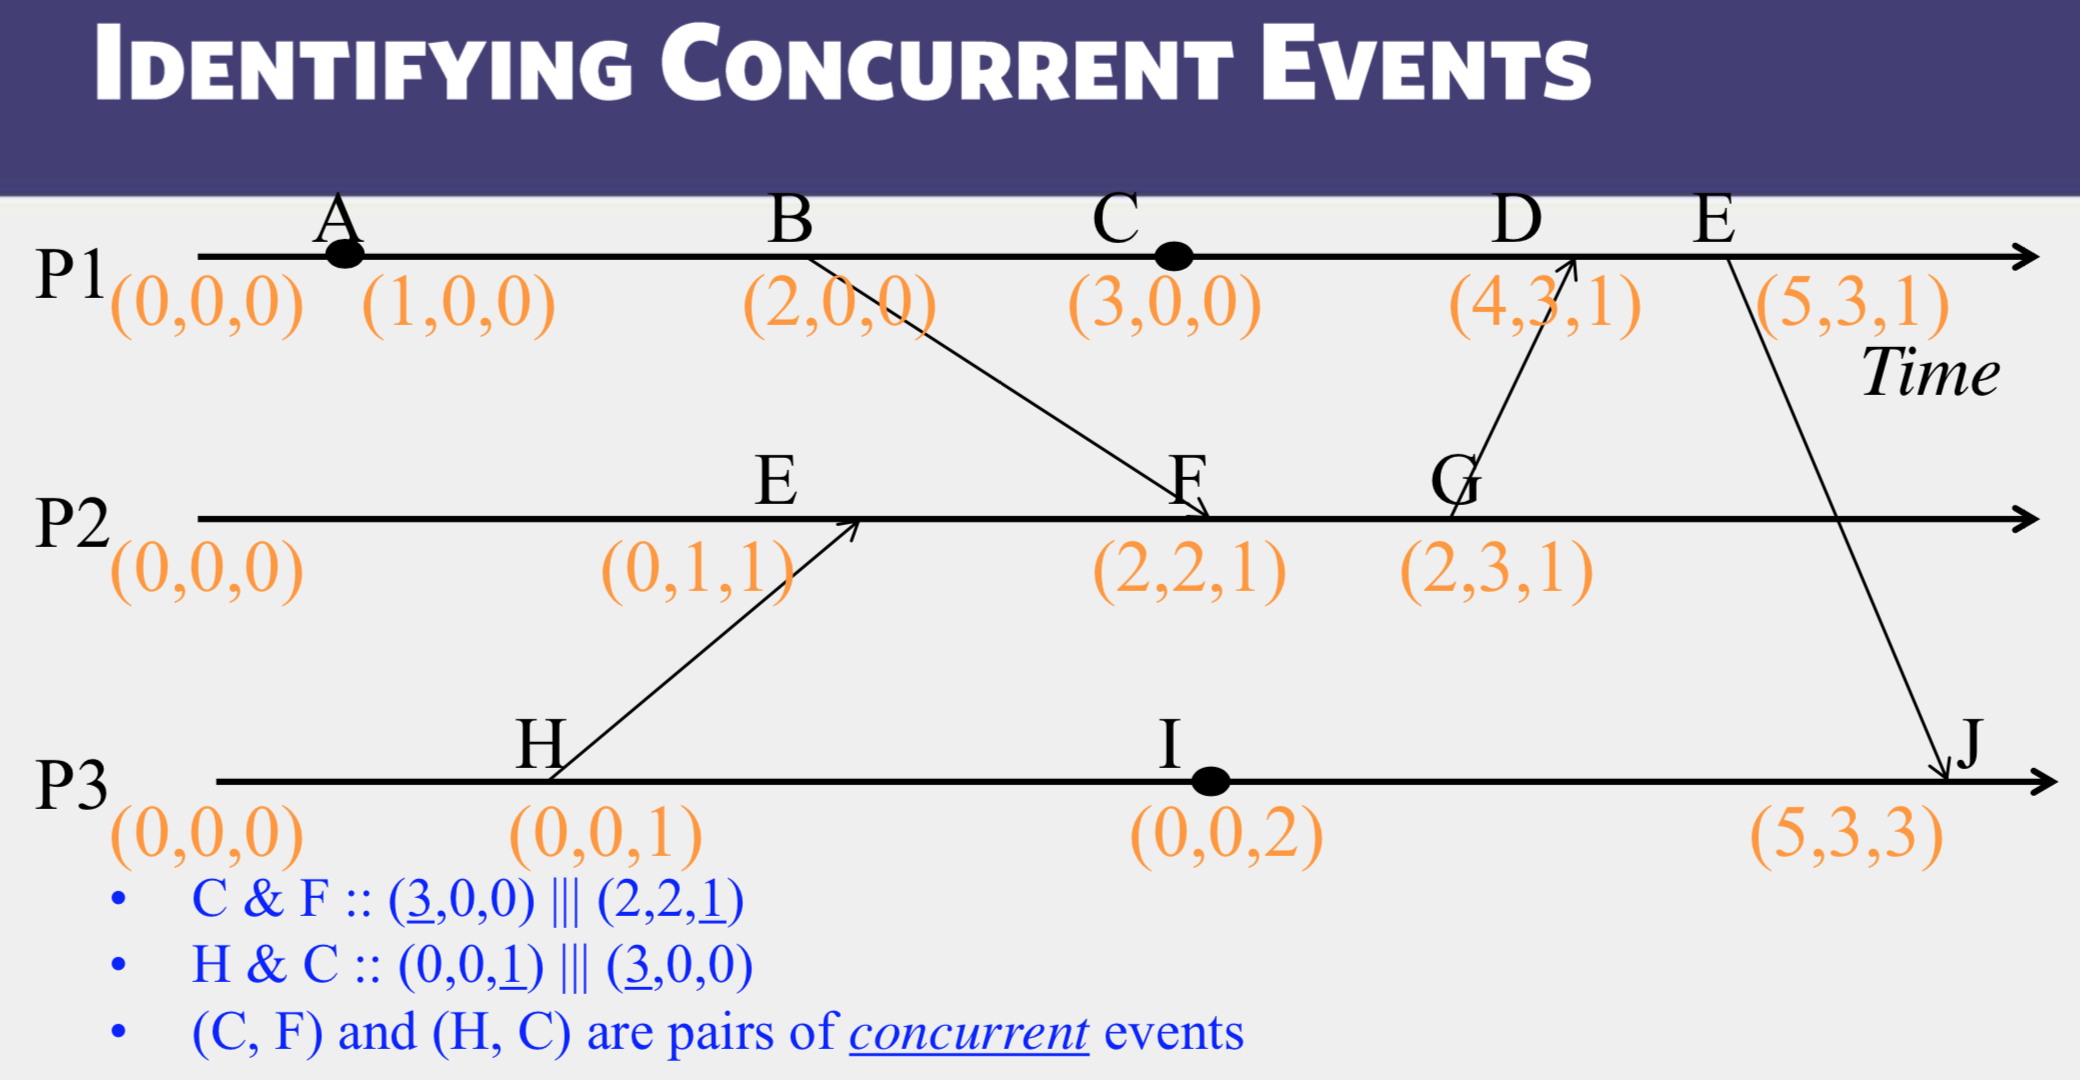 IDENTIFYING CONCURRENT EVENTS
A B C D E
P1
(0,0,0) (1,0,0) (2,0,0) (3,0,0) (4,3,1) (5,3,1)
Time
E F G
P2
(0,0,0) (0,1,1) (2,2,1) (2,3,1)
H I J
P3
(0,0,0) (0,0,1) (0,0,2) (5,3,3)
• C & F :: (3,0,0) ||| (2,2,1)
• H & C :: (0,0,1) ||| (3,0,0)
• (C, F) and (H, C) are pairs of concurrent events